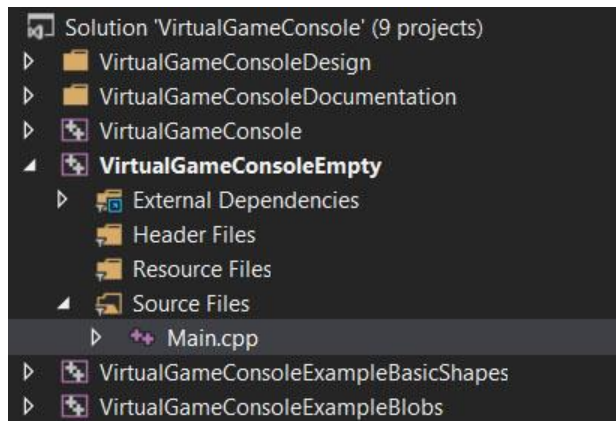 Solution 'VirtualGameConsole' (9 projects)
VirtualGameConsoleDesign
VirtualGameConsoleDocumentation
VirtualGameConsole
VirtualGameConsoleEmpty
External Dependencies
Header Files
Resource Files
Source Files
Main.cpp
VirtualGameConsoleExampleBasicShapes
VirtualGameConsoleExampleBlobs